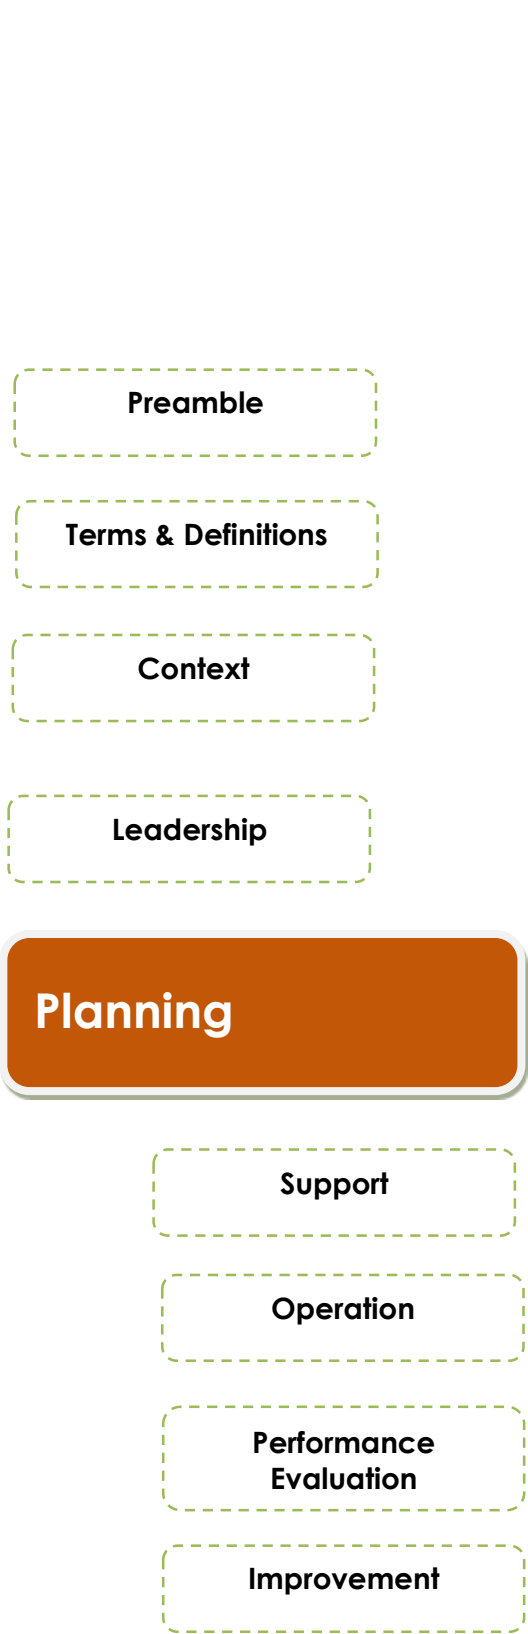 Preamble
Terms & Definitions
Context
Leadership
Planning
Support
Operation
Performance
Evaluation
Improvement